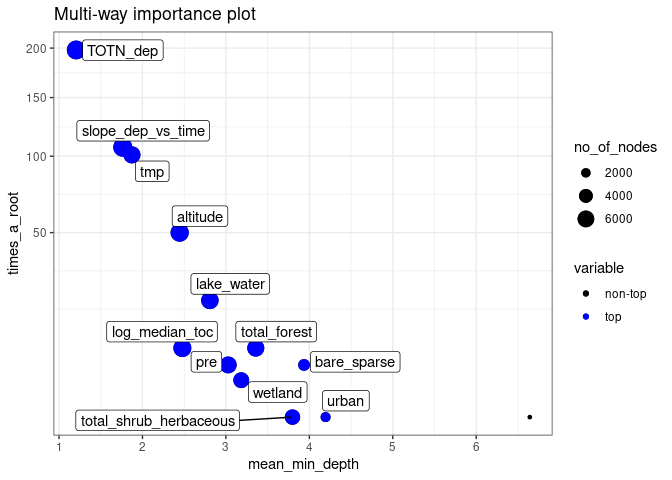 Multi-way importance plot
200
150
100
50
times_a_root
TOTN_dep
slope_dep_vs_time
tmp
altitude
lake_water
log_median_toc
total_forest
pre
bare_sparse
wetland
urban
total_shrub_herbaceous
1
2
3
4
5
6
mean_min_depth
no_of_nodes
2000
4000
6000
variable
non-top
top